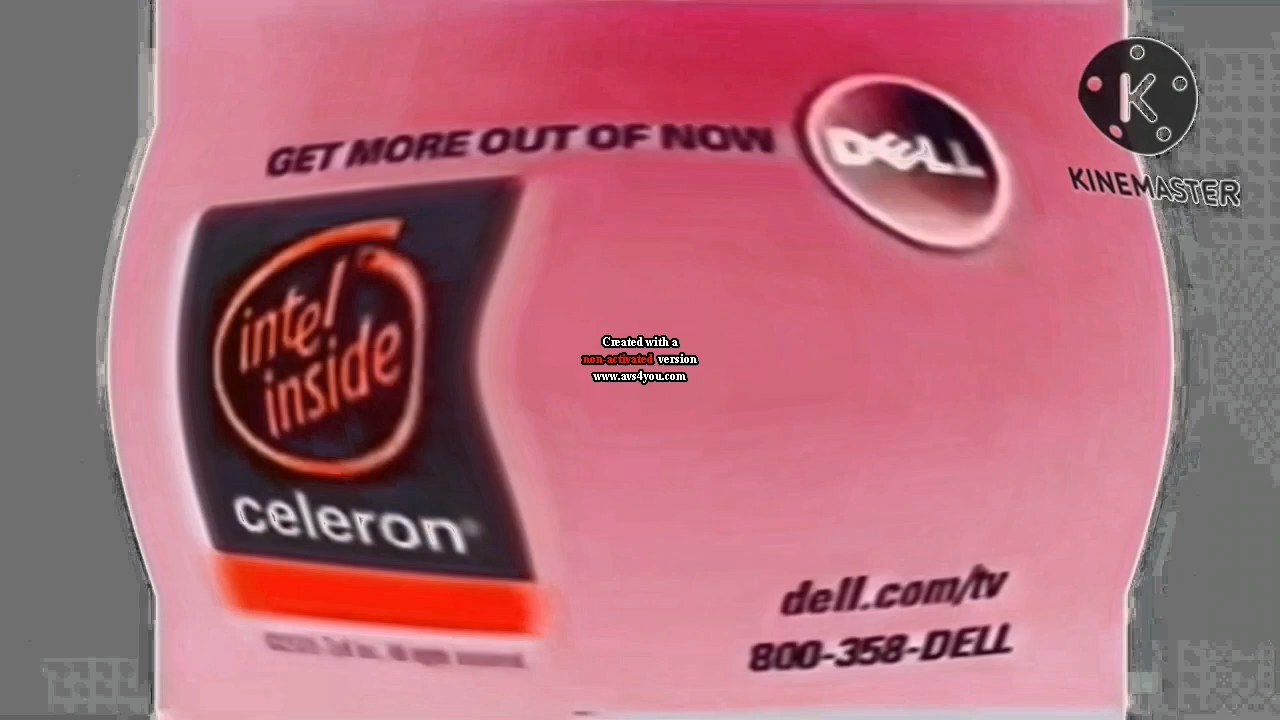 GET MORE OUT OF NOW
DELL
KINEMASTER
intel
inside
celeron
Created with a
non-activated version
www.avs4you.com
dell.com/tv
800-358-DELL